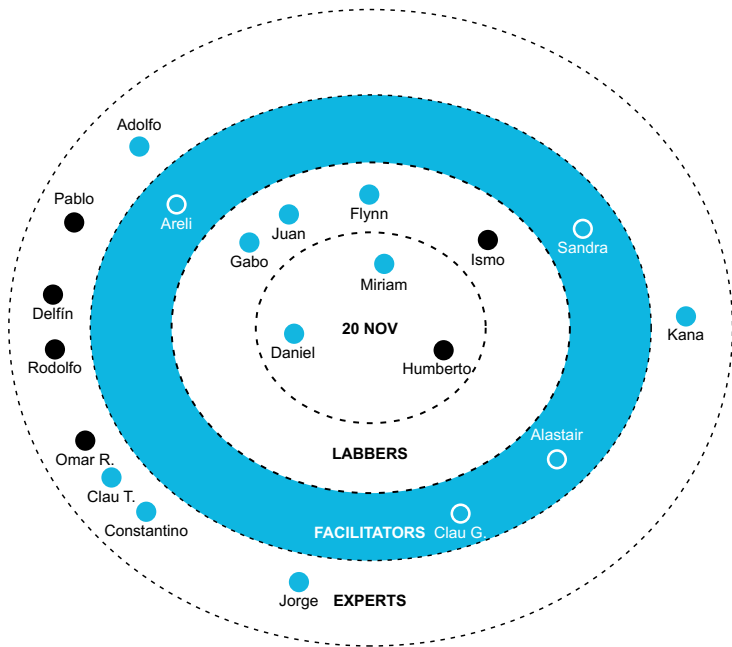 Adolfo
Pablo
Areli
Flynn
Juan
Gabo
Sandra
Ismo
Miriam
Delfín
20 NOV
Kana
Daniel
Rodolfo
Humberto
Alastair
LABBERS
Omar R.
Clau T.
Constantino
FACILITATORS
Clau G.
Jorge
EXPERTS